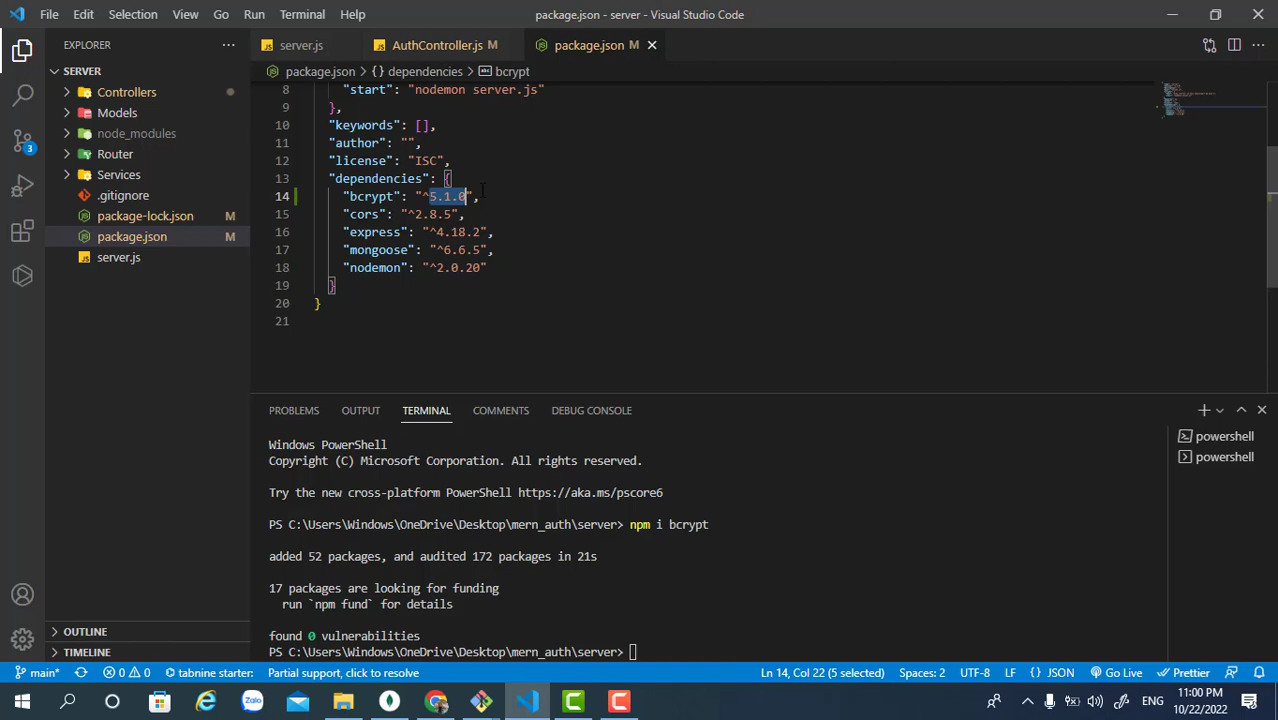 File Edit Selection View Go Run Terminal Help
package.json - server - Visual Studio Code
EXPLORER
SERVER
Controllers
Models
node_modules
Router
Services
.gitignore
package-lock.json M
package.json M
server.js
OUTLINE
TIMELINE
3
server.js
AuthController.js M
package.json M
package.json > {} dependencies > abc bcrypt
8 "start": "nodemon server.js"
9 },
10 "keywords": [],
11 "author": "",
12 "license": "ISC",
13 "dependencies": {
14 "bcrypt": "^5.1.0",
15 "cors": "^2.8.5",
16 "express": "^4.18.2",
17 "mongoose": "^6.6.5",
18 "nodemon": "^2.0.20"
19 }
20 }
21
PROBLEMS OUTPUT TERMINAL COMMENTS DEBUG CONSOLE
Windows PowerShell
Copyright (C) Microsoft Corporation. All rights reserved.
Try the new cross-platform PowerShell https://aka.ms/pscore6
PS C:\Users\Windows\OneDrive\Desktop\mern_auth\server> npm i bcrypt
added 52 packages, and audited 172 packages in 21s
17 packages are looking for funding
run `npm fund` for details
found 0 vulnerabilities
PS C:\Users\Windows\OneDrive\Desktop\mern_auth\server>
powershell
powershell
main* 0 0 tabnine starter: Partial support, click to resolve
Ln 14, Col 22 (5 selected) Spaces: 2 UTF-8 LF {} JSON Go Live Prettier
Zalo
ENG
11:00 PM
10/22/2022